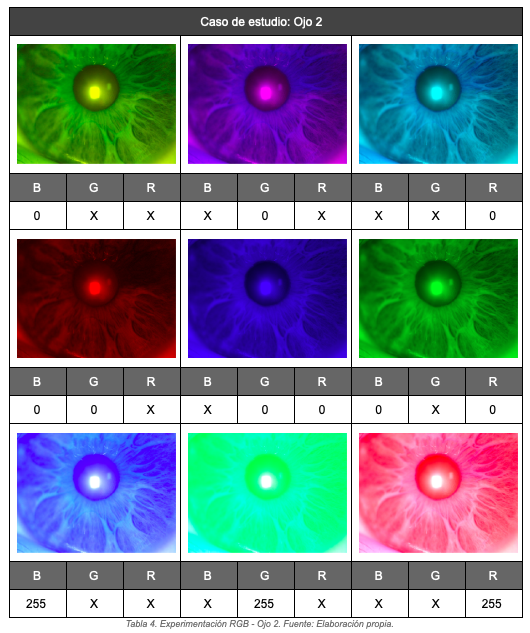 Caso de estudio: Ojo 2
B G R B G R B G R
0 X X X 0 X X X 0
B G R B G R B G R
0 0 X X 0 0 0 X 0
B G R B G R B G R
255 X X X 255 X X X 255
Tabla 4. Experimentación RGB - Ojo 2. Fuente: Elaboración propia.